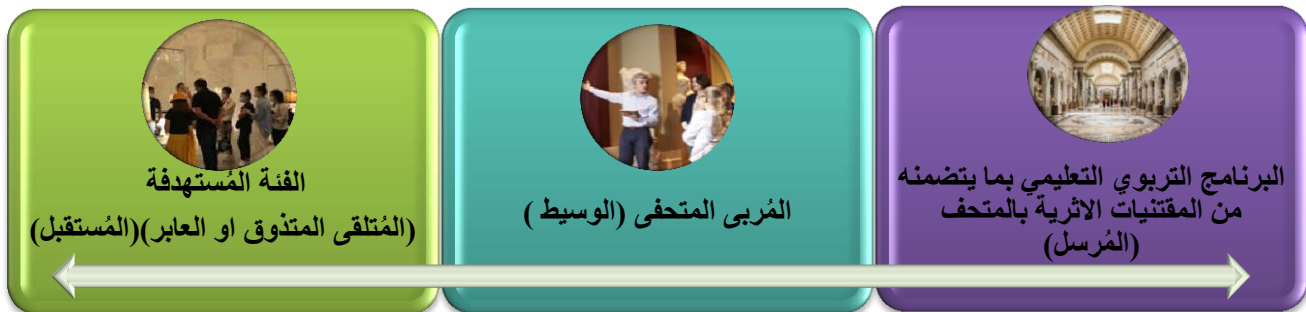 البرنامج التربوي التعليمي بما يتضمنه
من المقتنيات الاثرية بالمتحف
(المُرسل)
المُربى المتحفى (الوسيط )
الفئة المُستهدفة
(المُتلقى المتذوق او العابر)(المُستقبل)